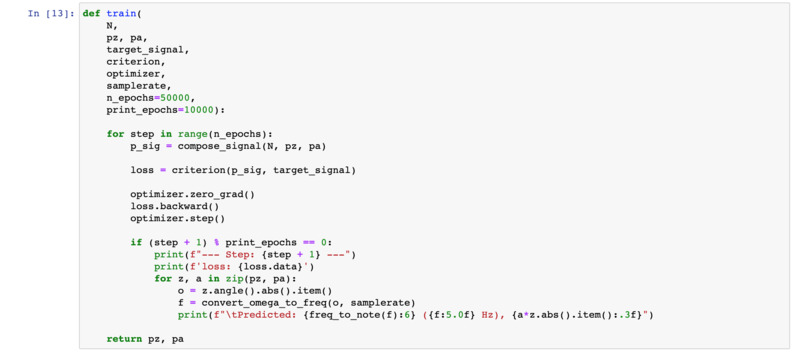 In [13]: def train(
    N,
    pz, pa,
    target_signal,
    criterion,
    optimizer,
    samplerate,
    n_epochs=50000,
    print_epochs=10000):

    for step in range(n_epochs):
        p_sig = compose_signal(N, pz, pa)

        loss = criterion(p_sig, target_signal)

        optimizer.zero_grad()
        loss.backward()
        optimizer.step()

        if (step + 1) % print_epochs == 0:
            print(f"--- Step: {step + 1} ---")
            print(f'loss: {loss.data}')
            for z, a in zip(pz, pa):
                o = z.angle().abs().item()
                f = convert_omega_to_freq(o, samplerate)
                print(f"\tPredicted: {freq_to_note(f):6} ({f:5.0f} Hz), {a*z.abs().item():.3f}")

    return pz, pa